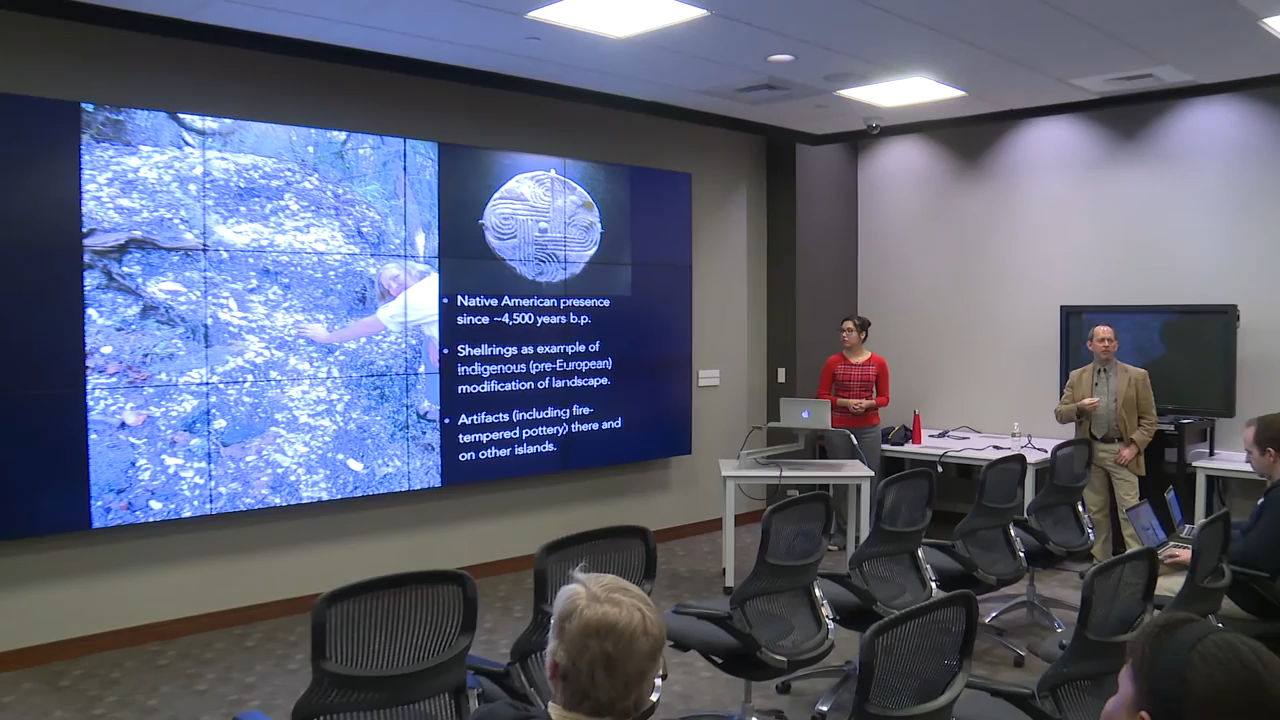 • Native American presence
since ~4,500 years b.p.
• Shellrings as example of
indigenous (pre-European)
modification of landscape.
• Artifacts (including fire-
tempered pottery) there and
on other islands.